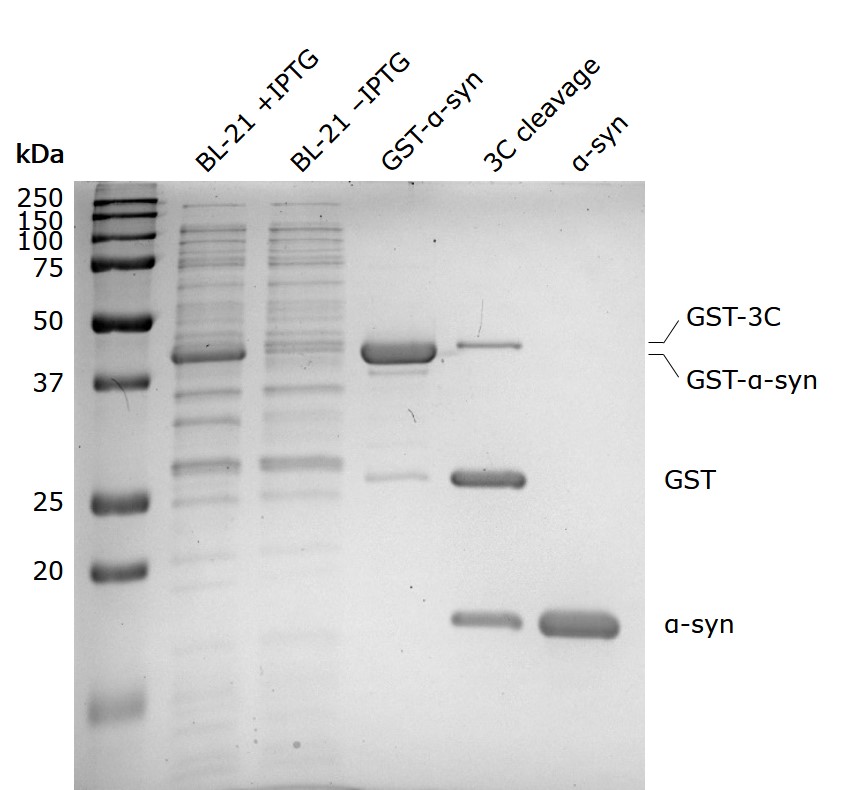 BL-21 +IPTG
BL-21 –IPTG
GST-α-syn
3C cleavage
α-syn
kDa
250
150
100
75
50
37
25
20
GST-3C
GST-α-syn
GST
α-syn